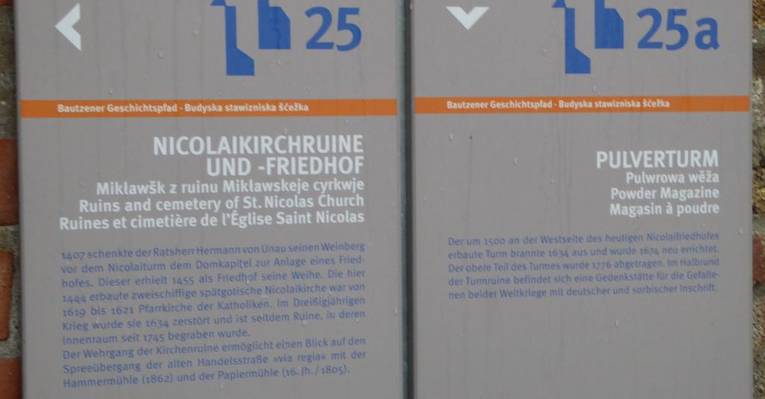 25
Bautzener Geschichtspfad - Budyska stawizniska šćežka
NICOLAIKIRCHRUINE
UND -FRIEDHOF
Mikławšk z ruinu Mikławskeje cyrkwje
Ruins and cemetery of St. Nicolas Church
Ruines et cimetière de l'Église Saint Nicolas
1407 schenkte der Ratsherr Hermann von Unau seinen Weinberg
vor dem Nicolaiturm dem Domkapitel zur Anlage eines Fried-
hofes. Dieser erhielt 1455 als Friedhof seine Weihe. Die hier
1444 erbaute zweischiffige spätgotische Nicolaikirche war von
1619 bis 1621 Pfarrkirche der Katholiken. Im Dreißigjährigen
Krieg wurde sie 1634 zerstört und ist seitdem Ruine, in deren
Innenraum seit 1745 begraben wurde.
Der Wehrgang der Kirchenruine ermöglicht einen Blick auf den
Spreeübergang der alten Handelsstraße »via regia« mit der
Hammermühle (1862) und der Papiermühle (16. Jh. / 1805).
25a
Bautzener Geschichtspfad - Budyska stawizniska šćežka
PULVERTURM
Pulwrowa wěža
Powder Magazine
Magasin à poudre
Der um 1500 an der Westseite des heutigen Nicolaifriedhofes
erbaute Turm brannte 1634 aus und wurde 1674 neu errichtet.
Der obere Teil des Turmes wurde 1776 abgetragen. Im Halbrund
der Turmruine befindet sich eine Gedenkstätte für die Gefalle-
nen beider Weltkriege mit deutscher und sorbischer Inschrift.